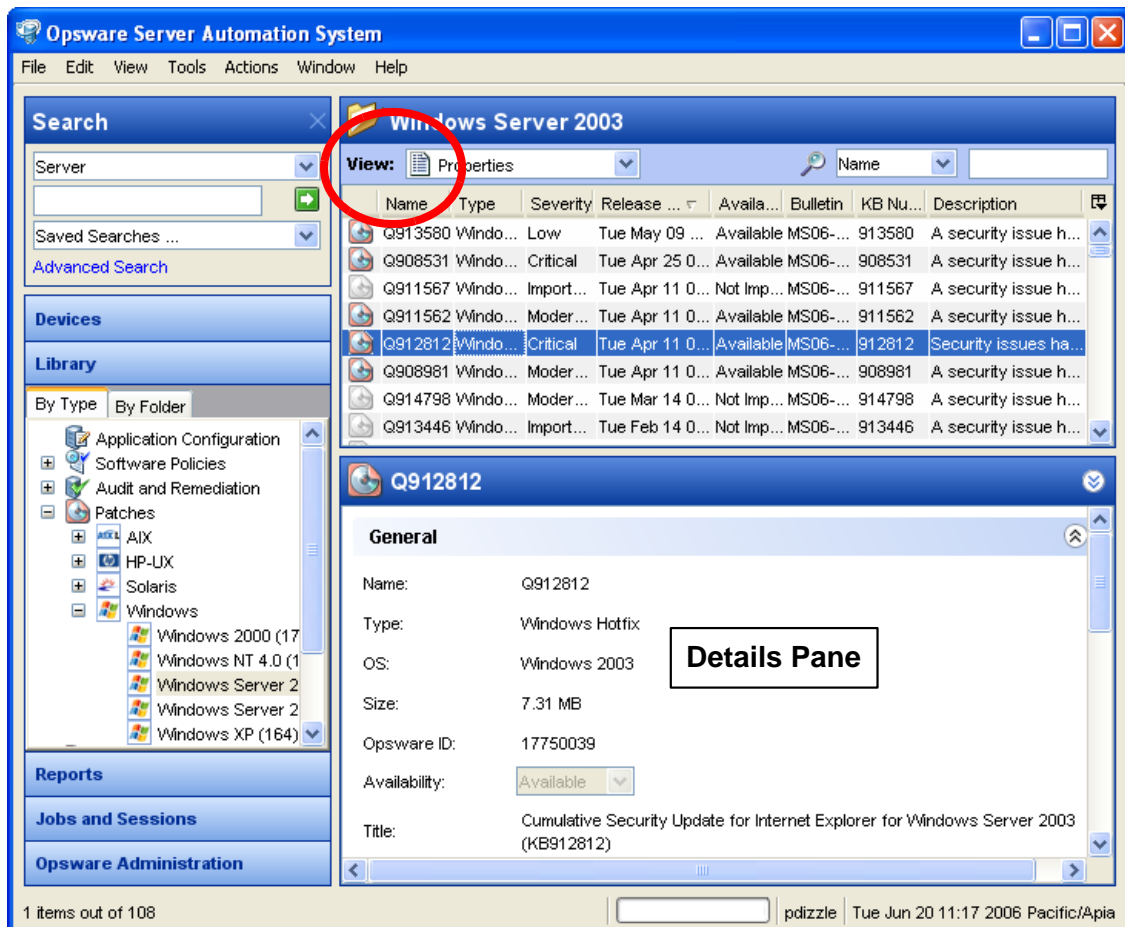 Opsware Server Automation System
File Edit View Tools Actions Window Help
Search
Server
Saved Searches ...
Advanced Search
Devices
Library
By Type By Folder
Application Configuration
Software Policies
Audit and Remediation
Patches
AIX
HP-UX
Solaris
Windows
Windows 2000 (17
Windows NT 4.0 (1
Windows Server 2
Windows Server 2
Windows XP (164)
Reports
Jobs and Sessions
Opsware Administration
Windows Server 2003
View: Properties Name
Name Type Severity Release ... Availa... Bulletin KB Nu... Description
Q913580 Windo... Low Tue May 09 ... Available MS06-... 913580 A security issue h...
Q908531 Windo... Critical Tue Apr 25 0... Available MS06-... 908531 A security issue h...
Q911567 Windo... Import... Tue Apr 11 0... Not Imp... MS06-... 911567 A security issue h...
Q911562 Windo... Moder... Tue Apr 11 0... Available MS06-... 911562 A security issue h...
Q912812 Windo... Critical Tue Apr 11 0... Available MS06-... 912812 Security issues ha...
Q908981 Windo... Moder... Tue Apr 11 0... Available MS06-... 908981 A security issue h...
Q914798 Windo... Moder... Tue Mar 14 0... Not Imp... MS06-... 914798 A security issue h...
Q913446 Windo... Import... Tue Feb 14 0... Not Imp... MS06-... 913446 A security issue h...
Q912812
General
Name: Q912812
Type: Windows Hotfix
OS: Windows 2003
Details Pane
Size: 7.31 MB
Opsware ID: 17750039
Availability: Available
Title: Cumulative Security Update for Internet Explorer for Windows Server 2003
(KB912812)
1 items out of 108 pdizzle Tue Jun 20 11:17 2006 Pacific/Apia